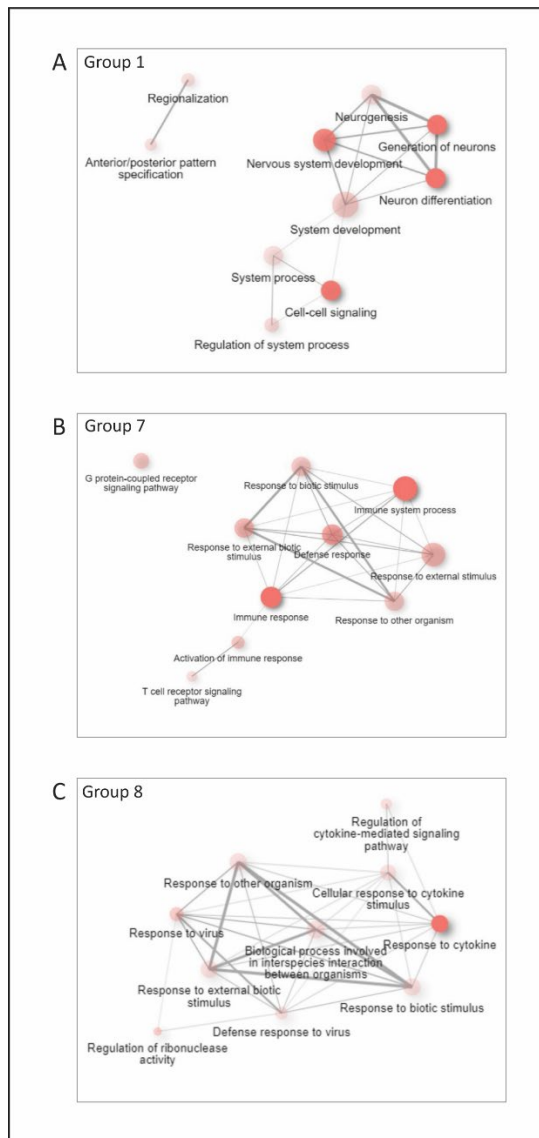 A
Group 1
Regionalization
Anterior/posterior pattern
specification
Neurogenesis
Generation of neurons
Nervous system development
Neuron differentiation
System development
System process
Cell-cell signaling
Regulation of system process
B
Group 7
G protein-coupled receptor
signaling pathway
Response to biotic stimulus
Immune system process
Response to external biotic
stimulus
Defense response
Response to external stimulus
Immune response
Response to other organism
Activation of immune response
T cell receptor signaling
pathway
C
Group 8
Regulation of
cytokine-mediated signaling
pathway
Response to other organism
Cellular response to cytokine
stimulus
Response to virus
Response to cytokine
Biological process involved
in interspecies interaction
between organisms
Response to external biotic
stimulus
Response to biotic stimulus
Defense response to virus
Regulation of ribonuclease
activity